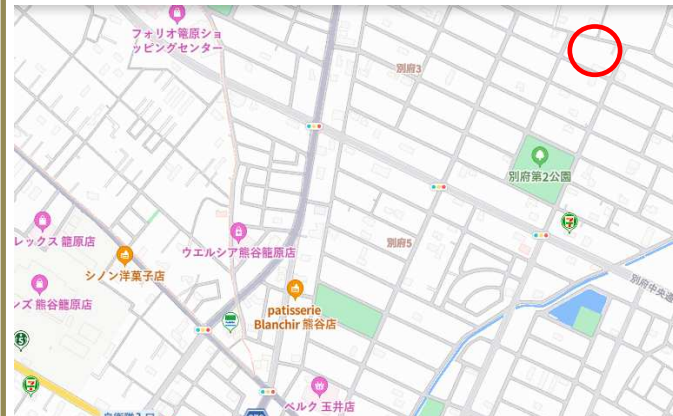 フォリオ篭原ショ
ッピングセンター
別府3
別府第2公園
レックス 籠原店
ウエルシア熊谷籠原店
別府5
シノン洋菓子店
別府中央通
ンズ 熊谷籠原店
patisserie
Blanchir 熊谷店
ベルク 玉井店